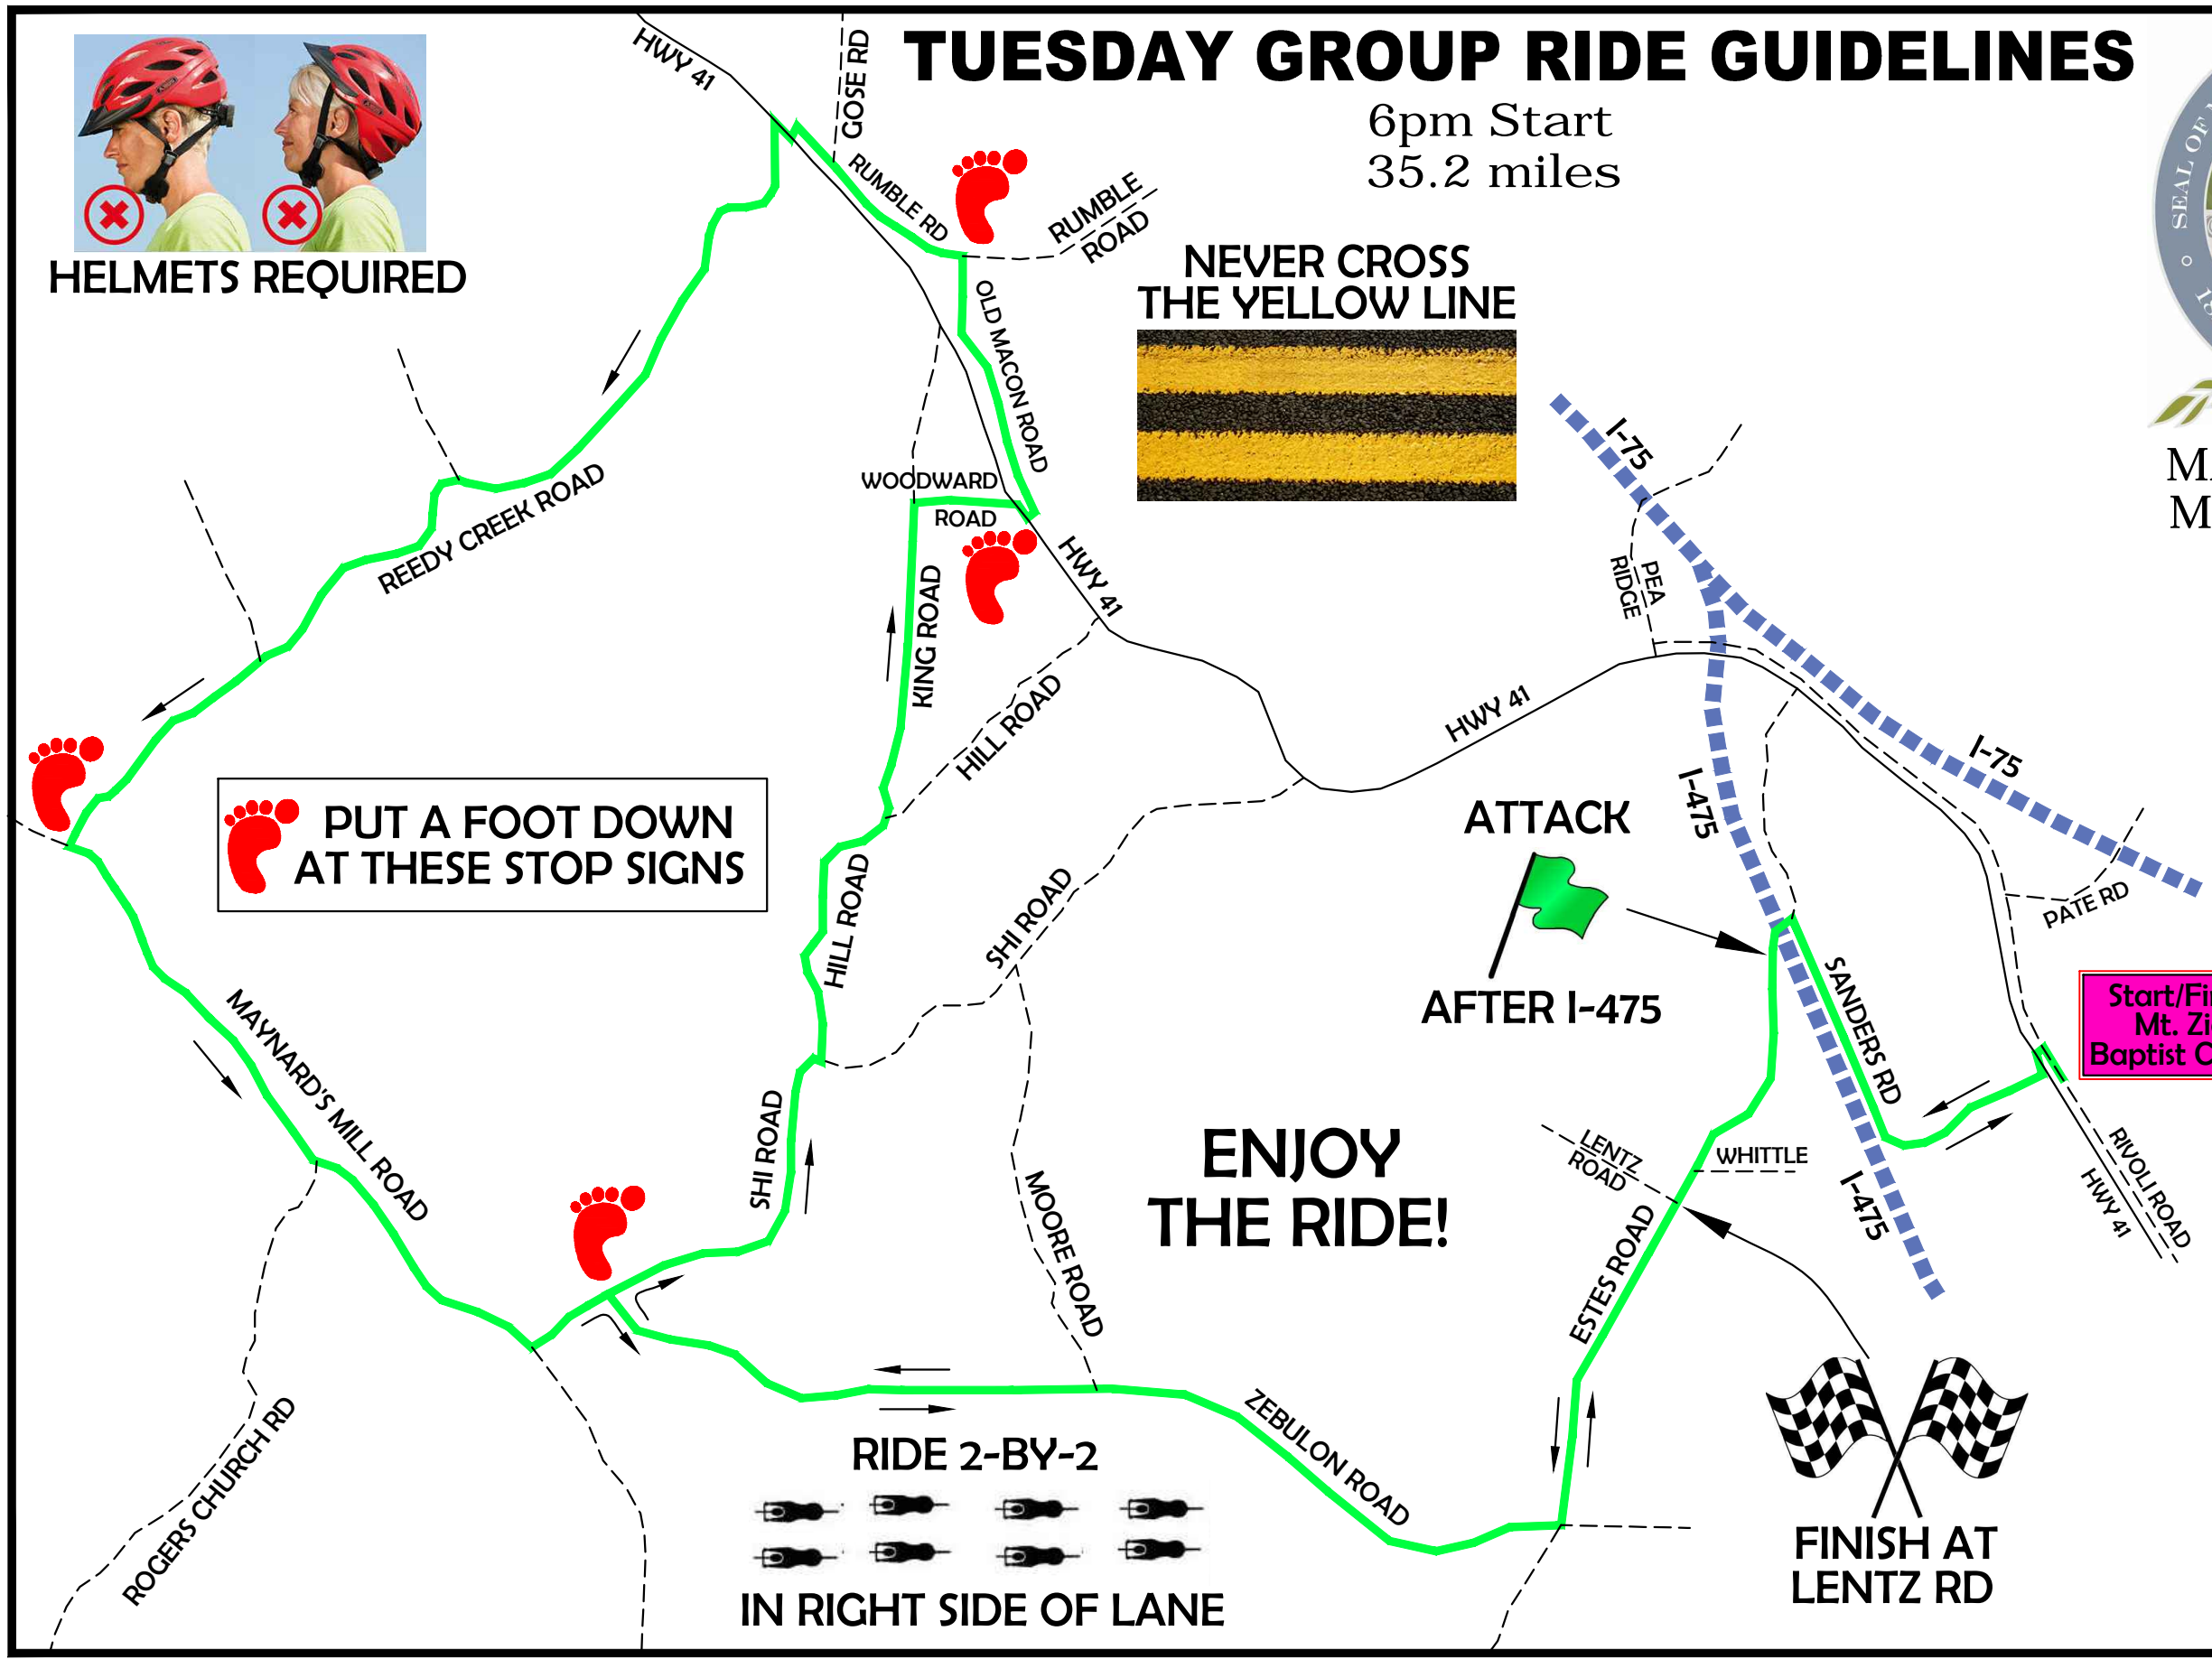 TUESDAY GROUP RIDE GUIDELINES
6pm Start
35.2 miles
HWY 41
GOSE RD
RUMBLE RD
RUMBLE
ROAD
HELMETS REQUIRED
NEVER CROSS
THE YELLOW LINE
SEAL OF
OLD MACON ROAD
I-75
WOODWARD
ROAD
REEDY CREEK ROAD
HWY 41
PEA
RIDGE
KING ROAD
HILL ROAD
HWY 41
I-75
I-475
ATTACK
PUT A FOOT DOWN
AT THESE STOP SIGNS
HILL ROAD
SHI ROAD
PATE RD
AFTER I-475
SANDERS RD
Start/Fi
Mt. Zi
Baptist
MAYNARD'S MILL ROAD
SHI ROAD
ENJOY
THE RIDE!
LENTZ
ROAD
WHITTLE
RIVOLI ROAD
HWY 41
I-475
MOORE ROAD
ESTES ROAD
ROGERS CHURCH RD
ZEBULON ROAD
RIDE 2-BY-2
IN RIGHT SIDE OF LANE
FINISH AT
LENTZ RD